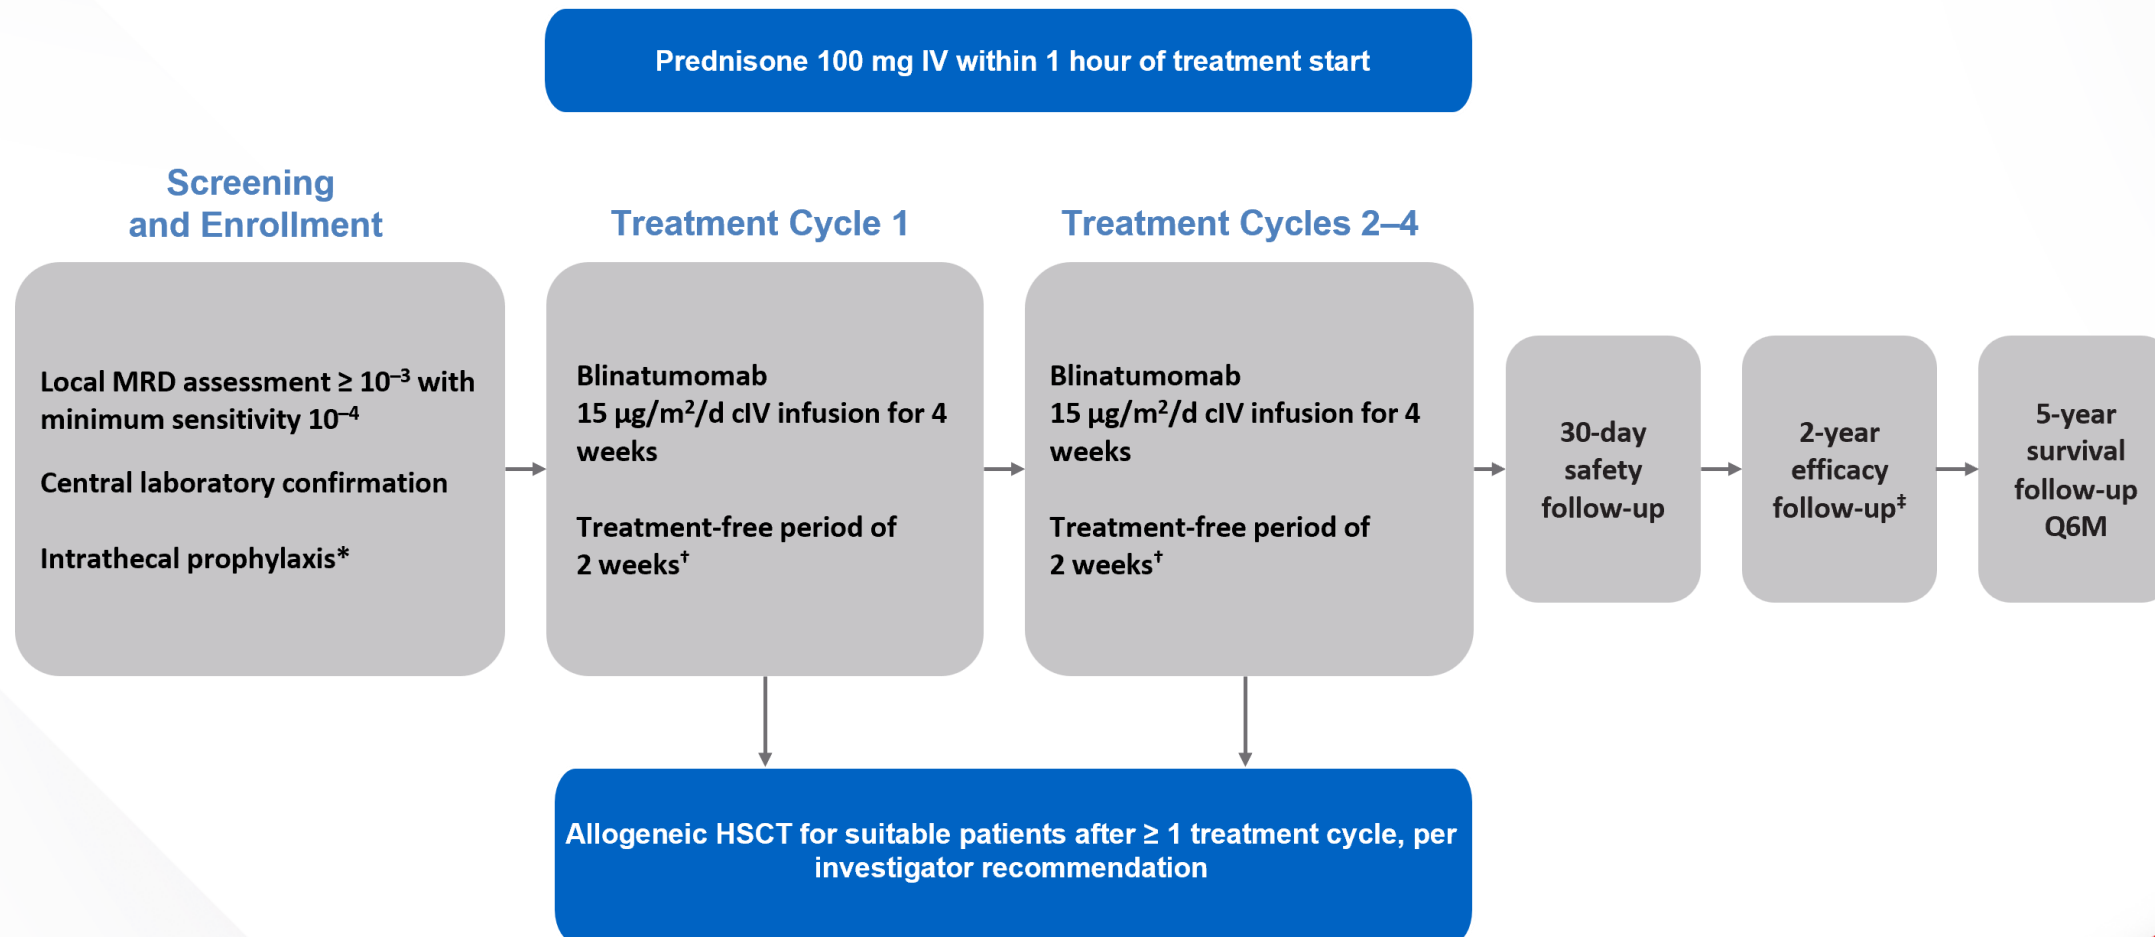 Prednisone 100 mg IV within 1 hour of treatment start
Screening
and Enrollment
Treatment Cycle 1
Treatment Cycles 2–4
Local MRD assessment ≥ 10⁻³ with
minimum sensitivity 10⁻⁴
Central laboratory confirmation
Intrathecal prophylaxis*
Blinatumomab
15 µg/m²/d cIV infusion for 4
weeks
Treatment-free period of
2 weeks†
Blinatumomab
15 µg/m²/d cIV infusion for 4
weeks
Treatment-free period of
2 weeks†
30-day
safety
follow-up
2-year
efficacy
follow-up‡
5-year
survival
follow-up
Q6M
Allogeneic HSCT for suitable patients after ≥ 1 treatment cycle, per
investigator recommendation